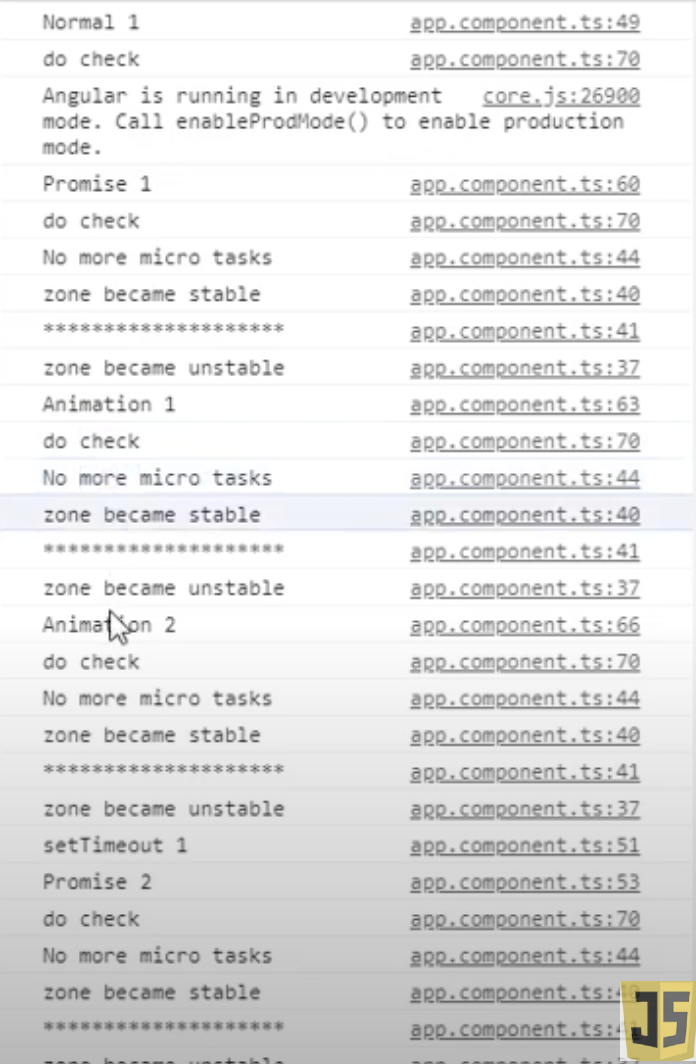 Normal 1 app.component.ts:49
do check app.component.ts:70
Angular is running in development core.js:26900
mode. Call enableProdMode() to enable production
mode.
Promise 1 app.component.ts:60
do check app.component.ts:70
No more micro tasks app.component.ts:44
zone became stable app.component.ts:40
******************** app.component.ts:41
zone became unstable app.component.ts:37
Animation 1 app.component.ts:63
do check app.component.ts:70
No more micro tasks app.component.ts:44
zone became stable app.component.ts:40
******************** app.component.ts:41
zone became unstable app.component.ts:37
Animation 2 app.component.ts:66
do check app.component.ts:70
No more micro tasks app.component.ts:44
zone became stable app.component.ts:40
******************** app.component.ts:41
zone became unstable app.component.ts:37
setTimeout 1 app.component.ts:51
Promise 2 app.component.ts:53
do check app.component.ts:70
No more micro tasks app.component.ts:44
zone became stable app.component.ts:40
******************** app.component.ts:41
JS